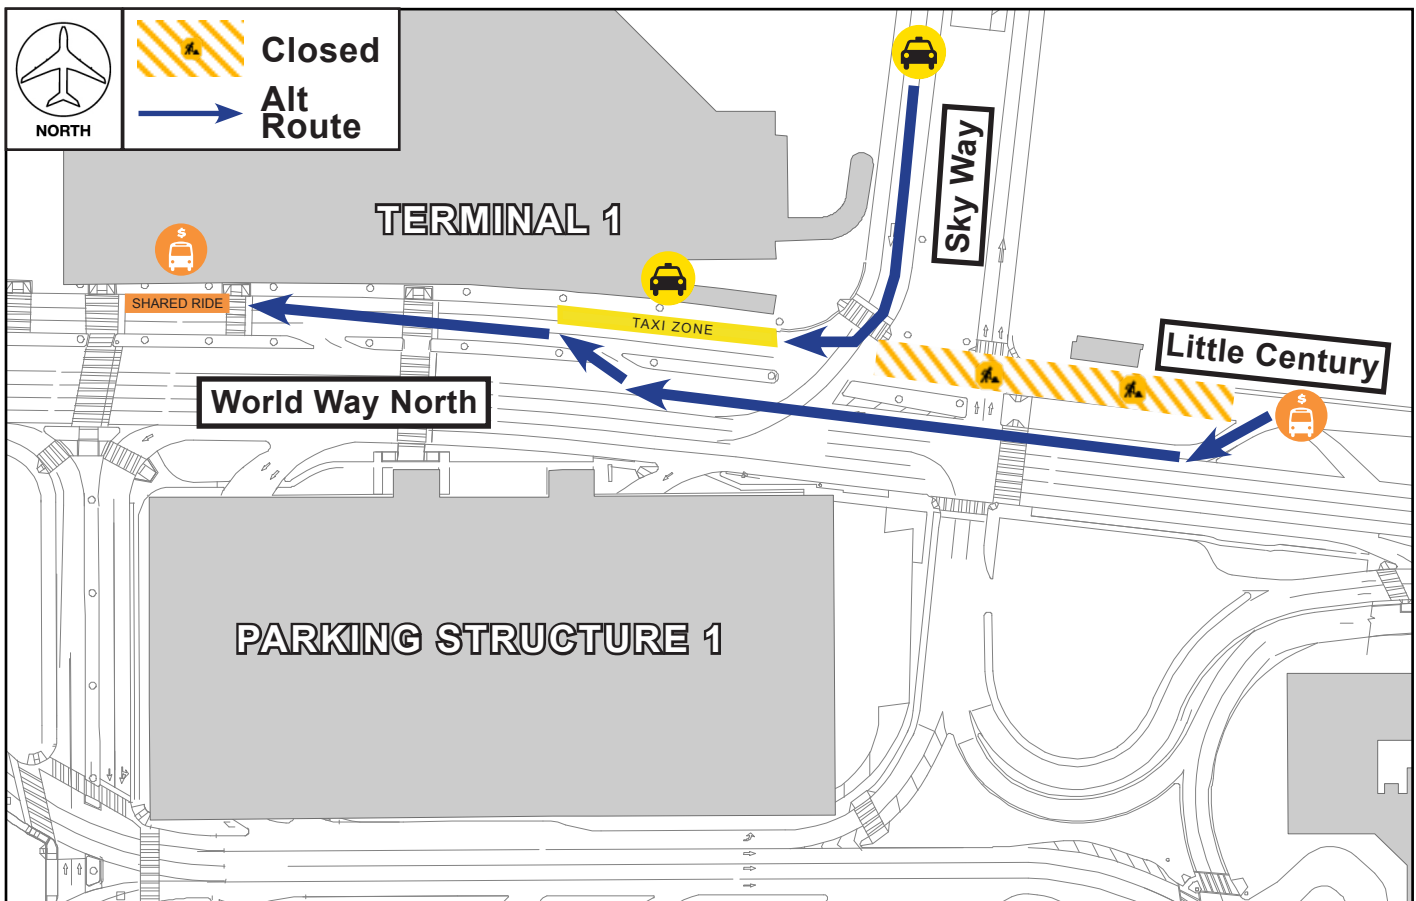 NORTH
Closed
Alt
Route
Sky Way
TERMINAL 1
$
SHARED RIDE
TAXI ZONE
Little Century
$
World Way North
PARKING STRUCTURE 1